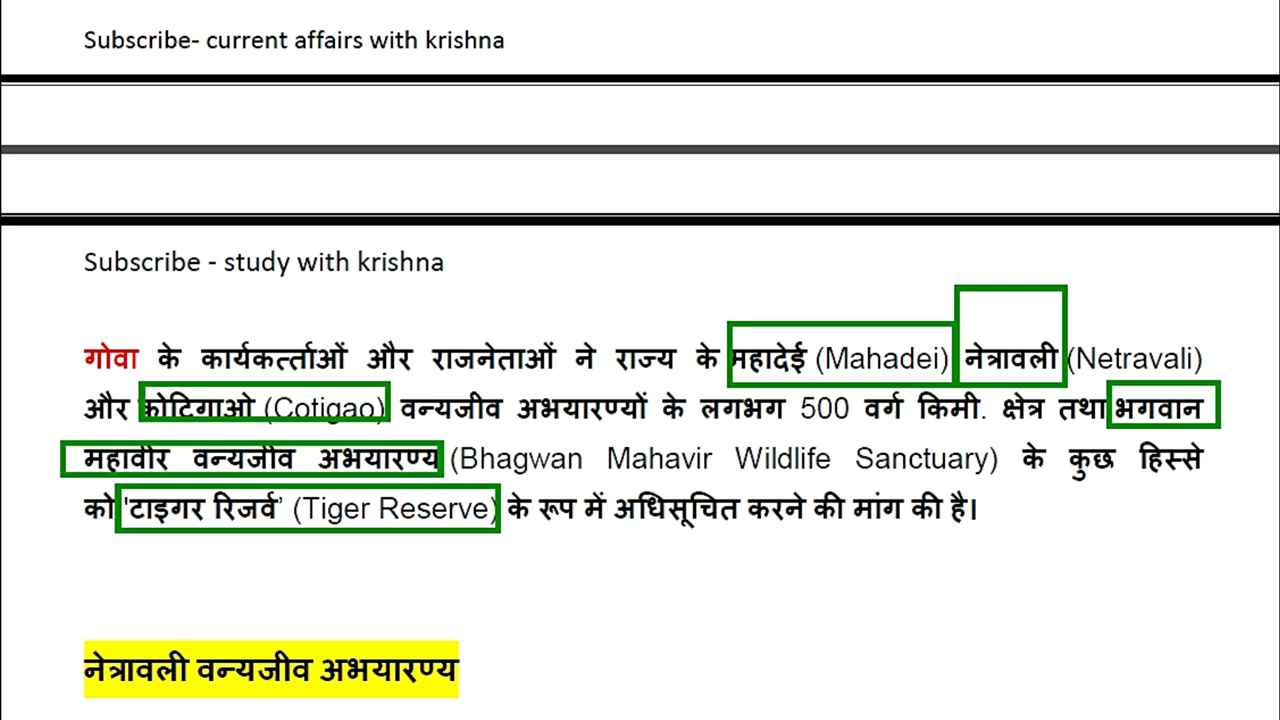 Subscribe- current affairs with krishna
Subscribe - study with krishna
गोवा के कार्यकर्त्ताओं और राजनेताओं ने राज्य के महादेई (Mahadei) नेत्रावली (Netravali)
और कोटिगाओ (Cotigao) वन्यजीव अभयारण्यों के लगभग 500 वर्ग किमी. क्षेत्र तथा भगवान
महावीर वन्यजीव अभयारण्य (Bhagwan Mahavir Wildlife Sanctuary) के कुछ हिस्से
को 'टाइगर रिजर्व’ (Tiger Reserve) के रूप में अधिसूचित करने की मांग की है।
नेत्रावली वन्यजीव अभयारण्य